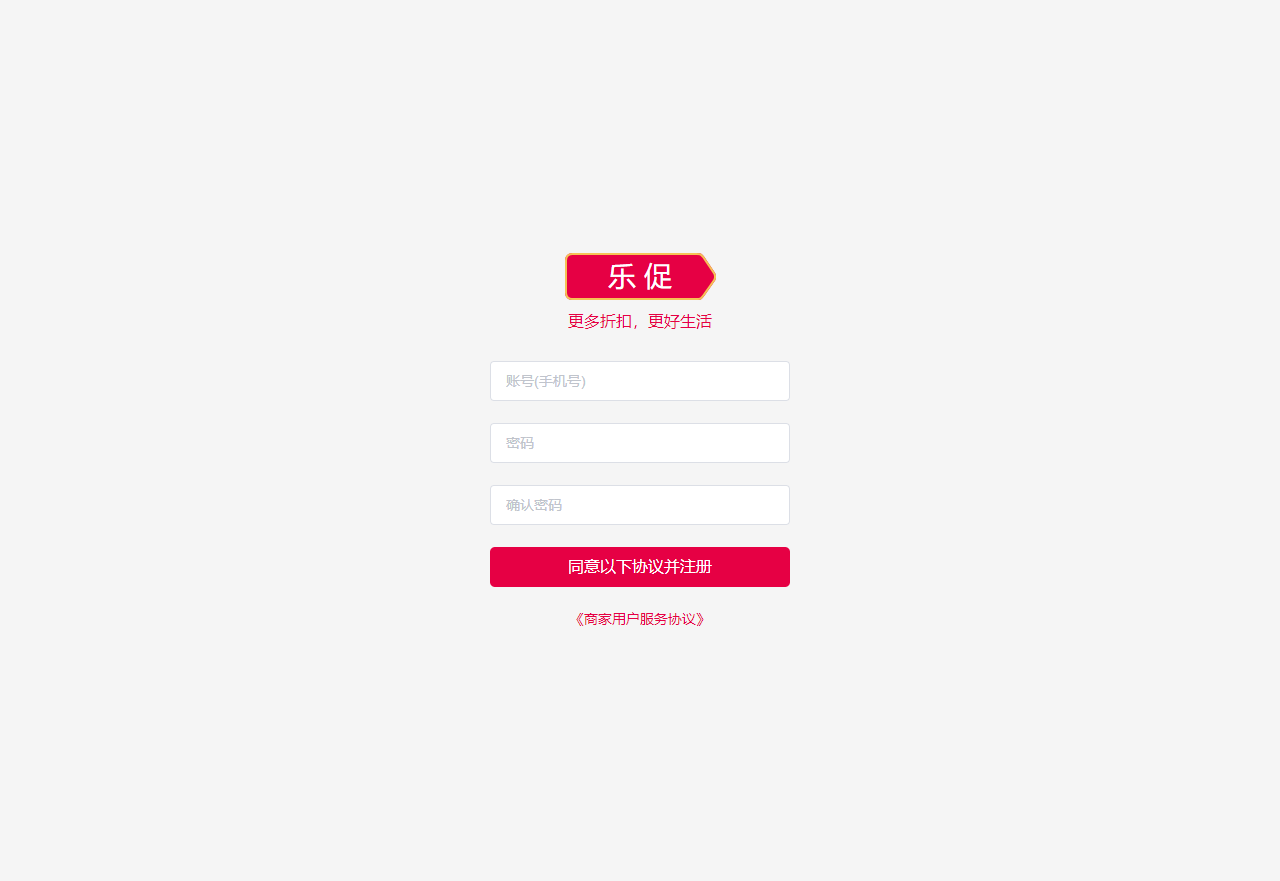 乐促
更多折扣，更好生活
账号(手机号)
密码
确认密码
同意以下协议并注册
《商家用户服务协议》